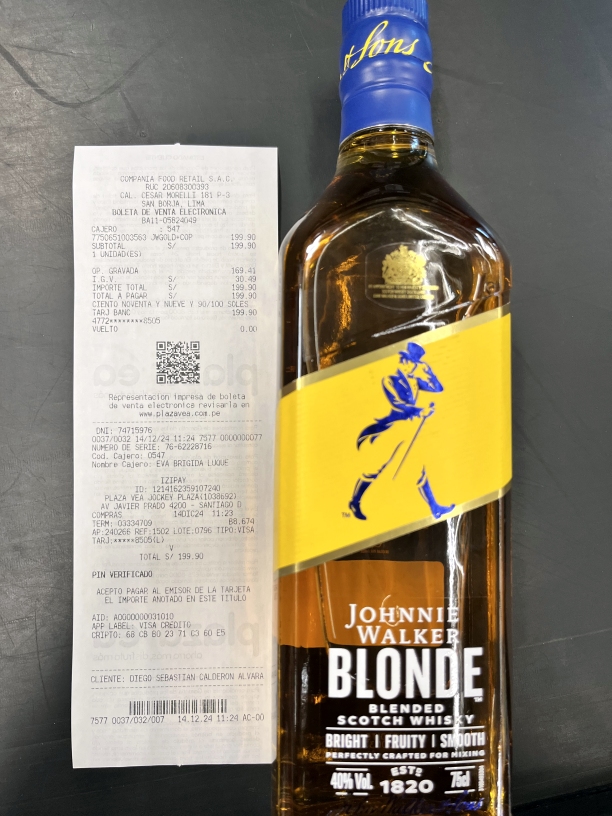 COMPANIA FOOD RETAIL S.A.C.
RUC 20608300393
CAL. CESAR MORELLI 181 P-3
SAN BORJA, LIMA
BOLETA DE VENTA ELECTRONICA
BA11-05824049
CAJERO : 547
7750651003563 JWGOLD+COP 199.90
SUBTOTAL S/ 199.90
1 UNIDAD(ES)
OP. GRAVADA 169.41
I.G.V. S/ 30.49
IMPORTE TOTAL S/ 199.90
TOTAL A PAGAR S/ 199.90
CIENTO NOVENTA Y NUEVE Y 90/100 SOLES
TARJ BANC 199.90
4772********8505
VUELTO 0.00
Representacion impresa de boleta
de venta electronica revisarla en
www.plazavea.com.pe
DNI: 74715976
0037/0032 14/12/24 11:24 7577 0000000077
NUMERO DE SERIE: 76-62228716
Cod. Cajero: 0547
Nombre Cajero: EVA BRIGIDA LUQUE
IZIPAY
ID: 1214162359107240
PLAZA VEA JOCKEY PLAZA(1038692)
AV JAVIER PRADO 4200 - SANTIAGO D
COMPRAS 14DIC24 11:23
TERM: 03334709 B8.674
AP:240266 REF:1502 LOTE:0796 TIPO:VISA
TARJ:*****8505(L)
V
TOTAL S/ 199.90
PIN VERIFICADO
ACEPTO PAGAR AL EMISOR DE LA TARJETA
EL IMPORTE ANOTADO EN ESTE TITULO
AID: A0000000031010
APP LABEL: VISA CREDITO
CRIPTO: 68 CB B0 23 71 C3 60 E5
CLIENTE: DIEGO SEBASTIAN CALDERON ALVARA
7577 0037/032/007 14.12.24 11:24 AC-00
& Sons
TM
JOHNNIE
WALKER
BLONDE™
BLENDED
SCOTCH WHISKY
BRIGHT | FRUITY | SMOOTH
PERFECTLY CRAFTED FOR MIXING
40% Vol. ESTD 1820 75cl